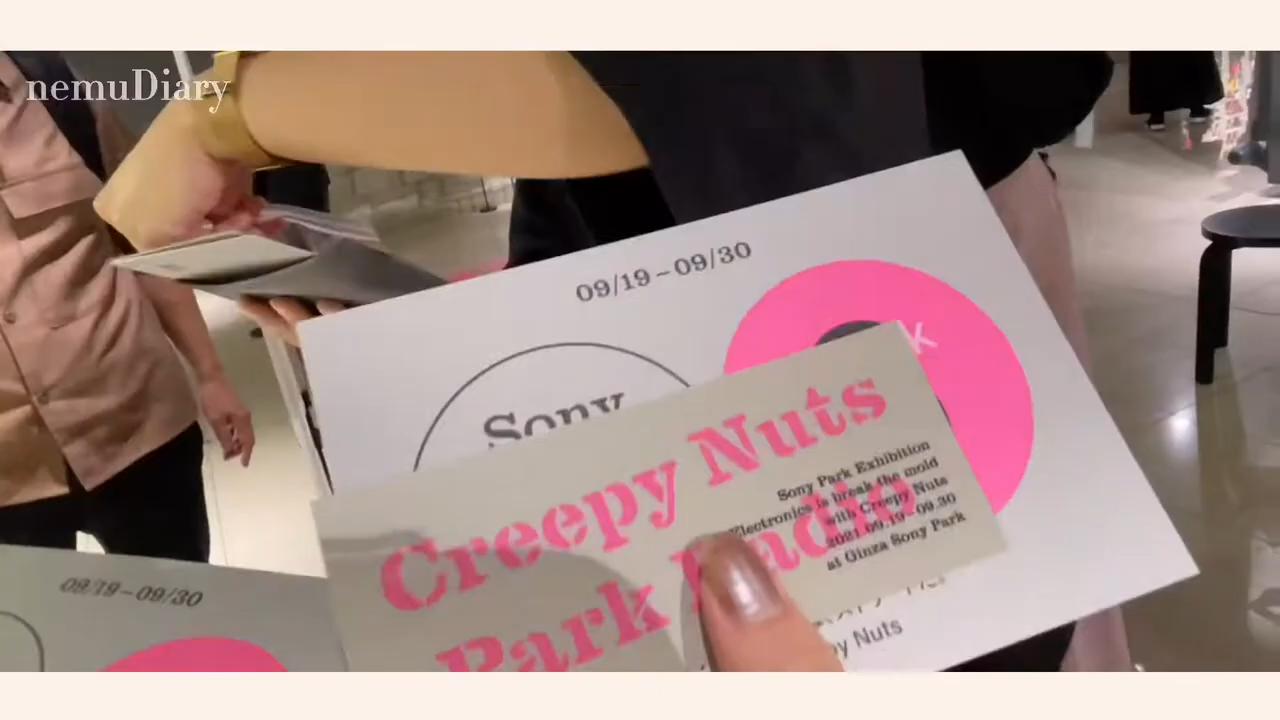 nemuDiary
09/19–09/30
Sony
k
Creepy Nuts
Park Radio
Sony Park Exhibition
Electronics is break the mold
with Creepy Nuts
2021.09.19–09.30
at Ginza Sony Park
Nuts
09/19–09/30